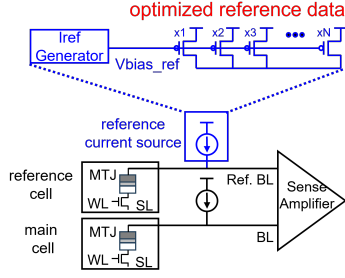 optimized reference data
Iref
Generator
x1 x2 x3 xN
Vbias_ref
reference
current source
reference
cell
MTJ
WL SL
Ref. BL
Sense
Amplifier
main
cell
MTJ
WL SL
BL